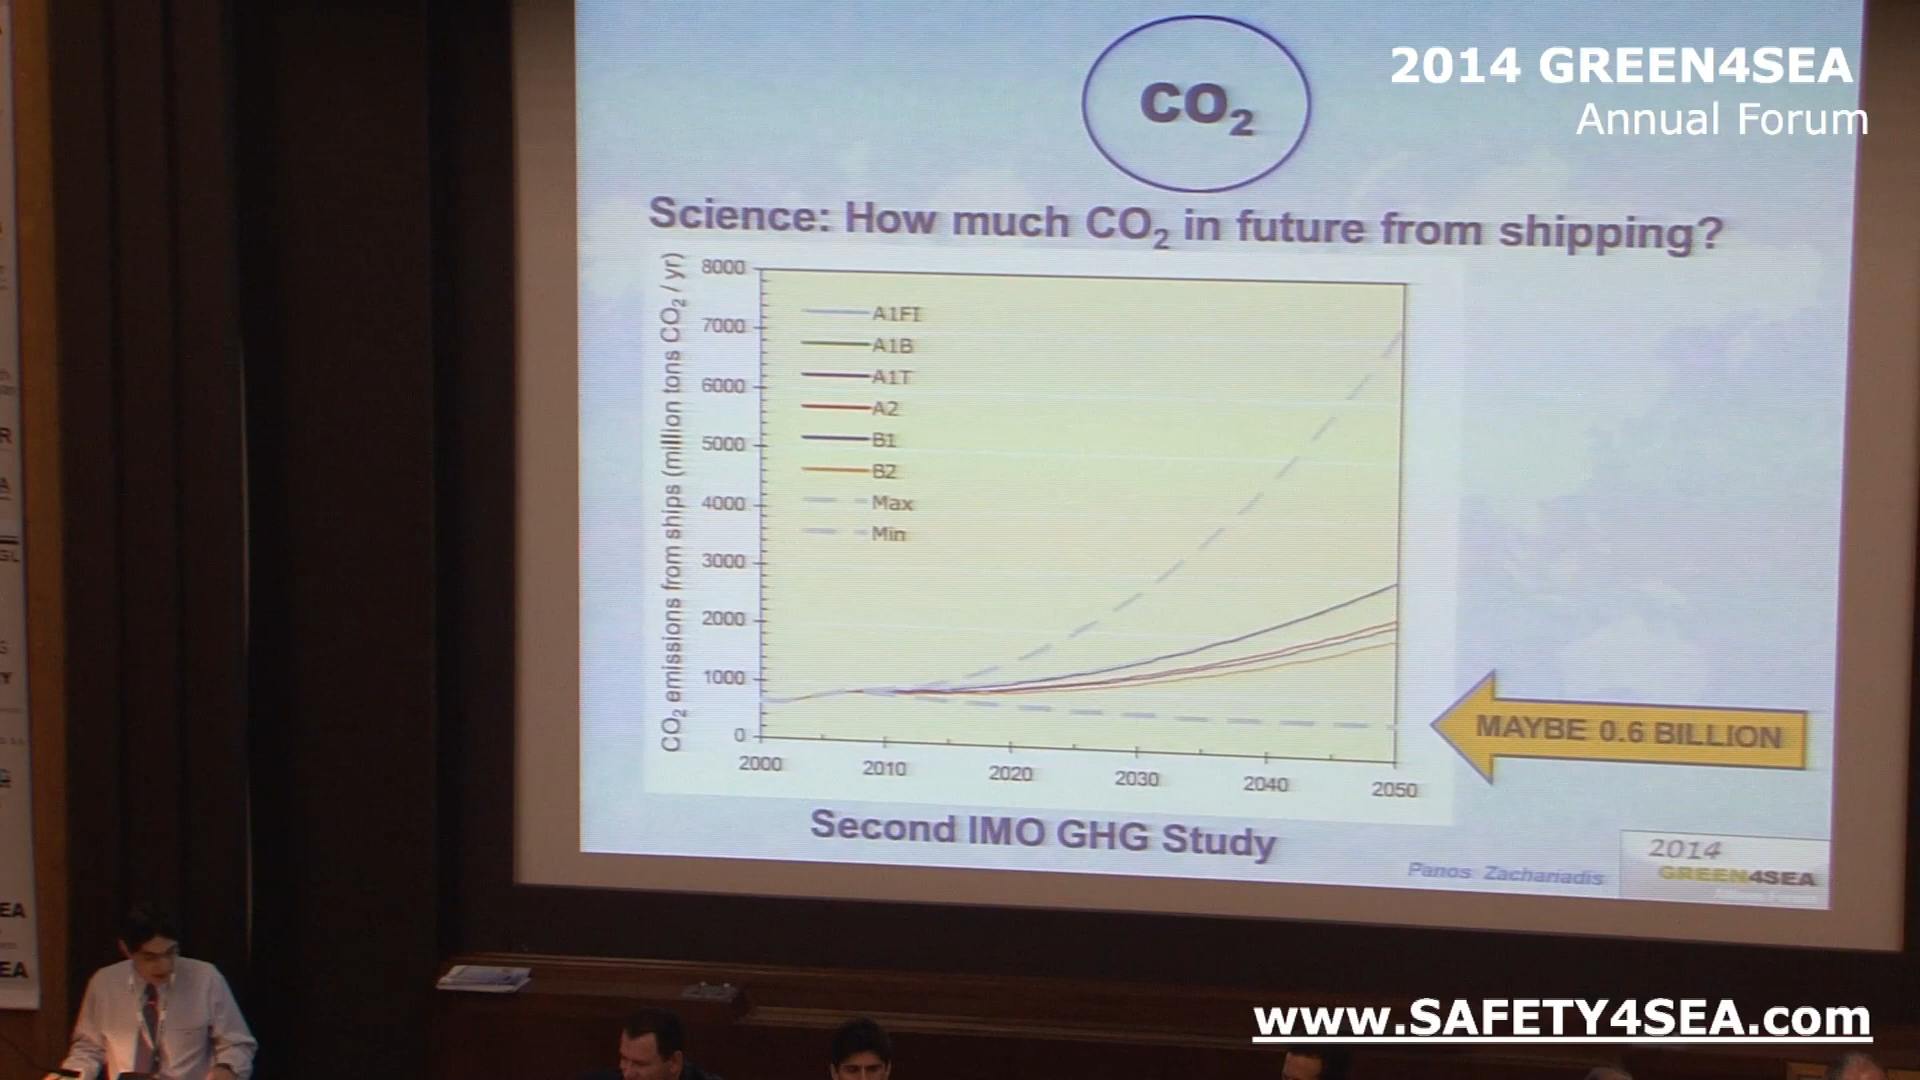 CO2
2014 GREEN4SEA
Annual Forum
Science: How much CO2 in future from shipping?
CO2 emissions from ships (million tons CO2 / yr)
8000
7000
6000
5000
4000
3000
2000
1000
0
A1FI
A1B
A1T
A2
B1
B2
Max
Min
2000
2010
2020
2030
2040
2050
MAYBE 0.6 BILLION
Second IMO GHG Study
Panos Zachariadis
2014
GREEN4SEA
EA
EA
www.SAFETY4SEA.com